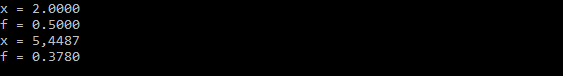 x = 2.0000
f = 0.5000
x = 5,4487
f = 0.3780